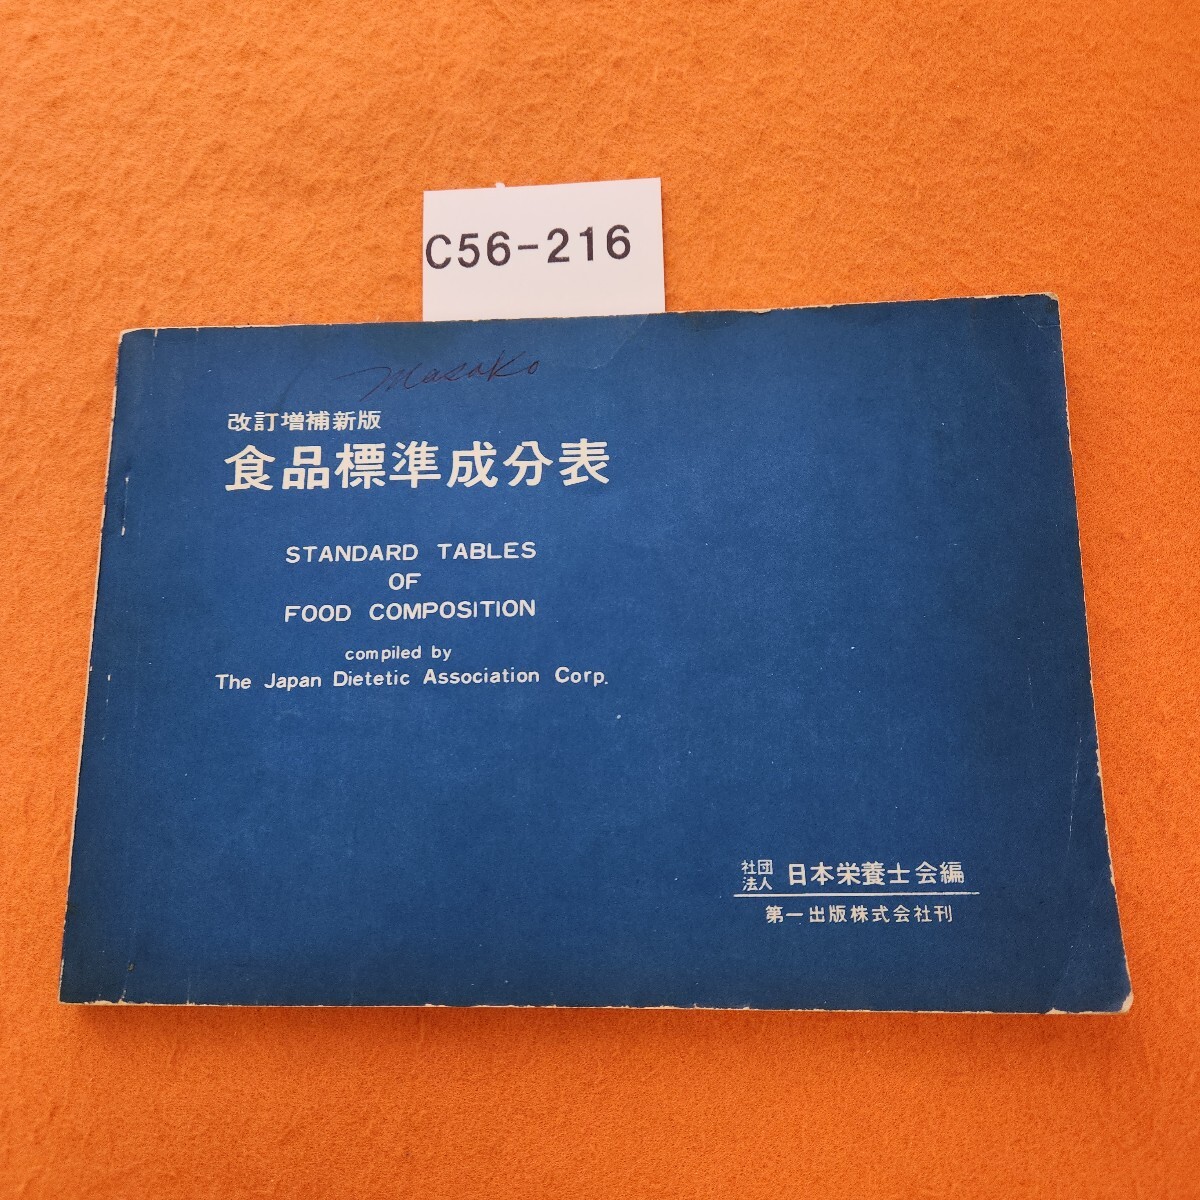 C56-216
Masako
改訂増補新版
食品標準成分表
STANDARD TABLES
OF
FOOD COMPOSITION
compiled by
The Japan Dietetic Association Corp.
社団法人 日本栄養士会編
第一出版株式会社刊